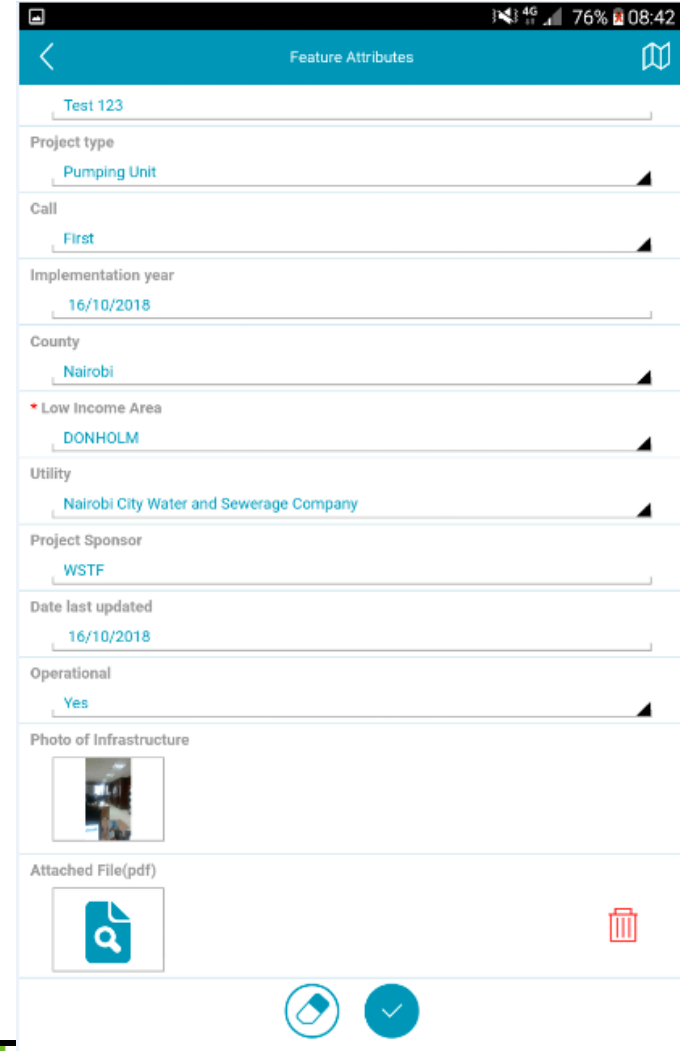 4G 76% 08:42
Feature Attributes
Test 123
Project type
Pumping Unit
Call
First
Implementation year
16/10/2018
County
Nairobi
* Low Income Area
DONHOLM
Utility
Nairobi City Water and Sewerage Company
Project Sponsor
WSTF
Date last updated
16/10/2018
Operational
Yes
Photo of Infrastructure
Attached File(pdf)